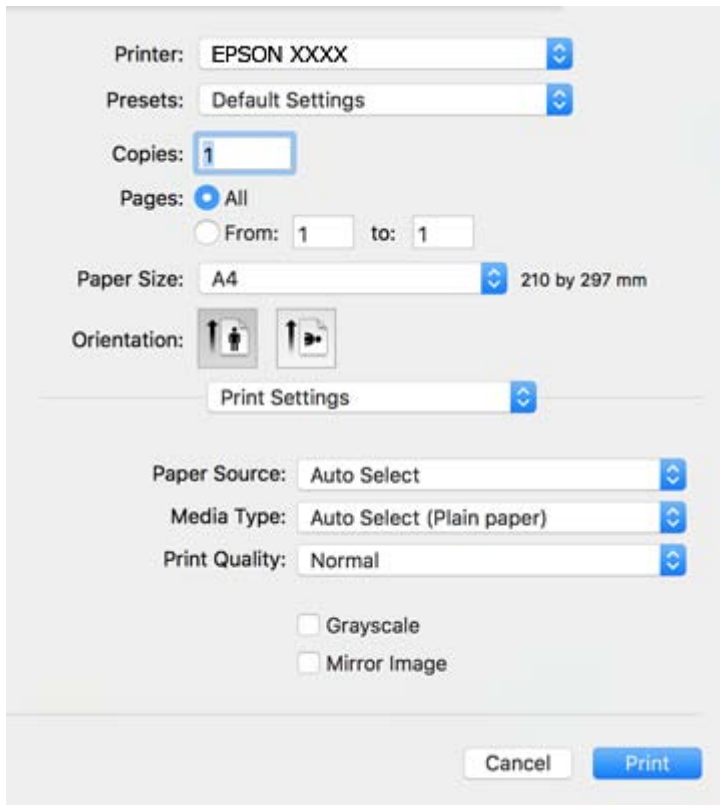 Printer: EPSON XXXX
Presets: Default Settings
Copies: 1
Pages: All
From: 1 to: 1
Paper Size: A4 210 by 297 mm
Orientation:
Print Settings
Paper Source: Auto Select
Media Type: Auto Select (Plain paper)
Print Quality: Normal
Grayscale
Mirror Image
Cancel Print